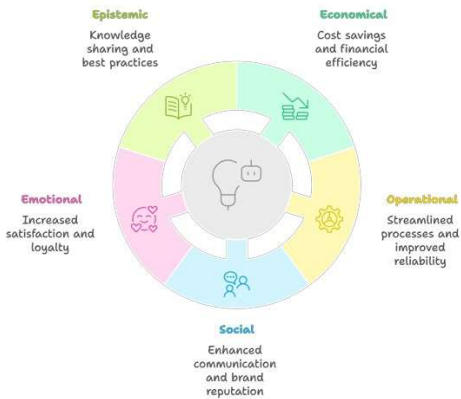 Epistemic
Knowledge
sharing and
best practices
Economical
Cost savings
and financial
efficiency
Emotional
Increased
satisfaction and
loyalty
Operational
Streamlined
processes and
improved
reliability
Social
Enhanced
communication
and brand
reputation